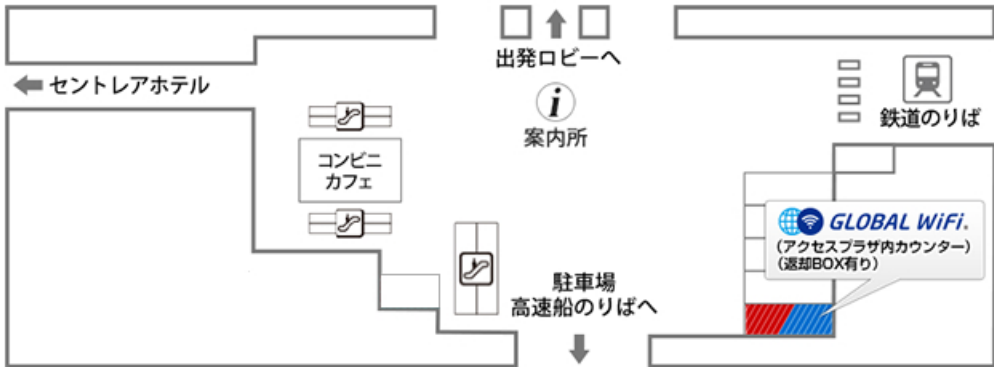 出発ロビーへ
セントレアホテル
i
案内所
鉄道のりば
コンビニ
カフェ
GLOBAL WiFi.
(アクセスプラザ内カウンター)
(返却BOX有り)
駐車場
高速船のりばへ